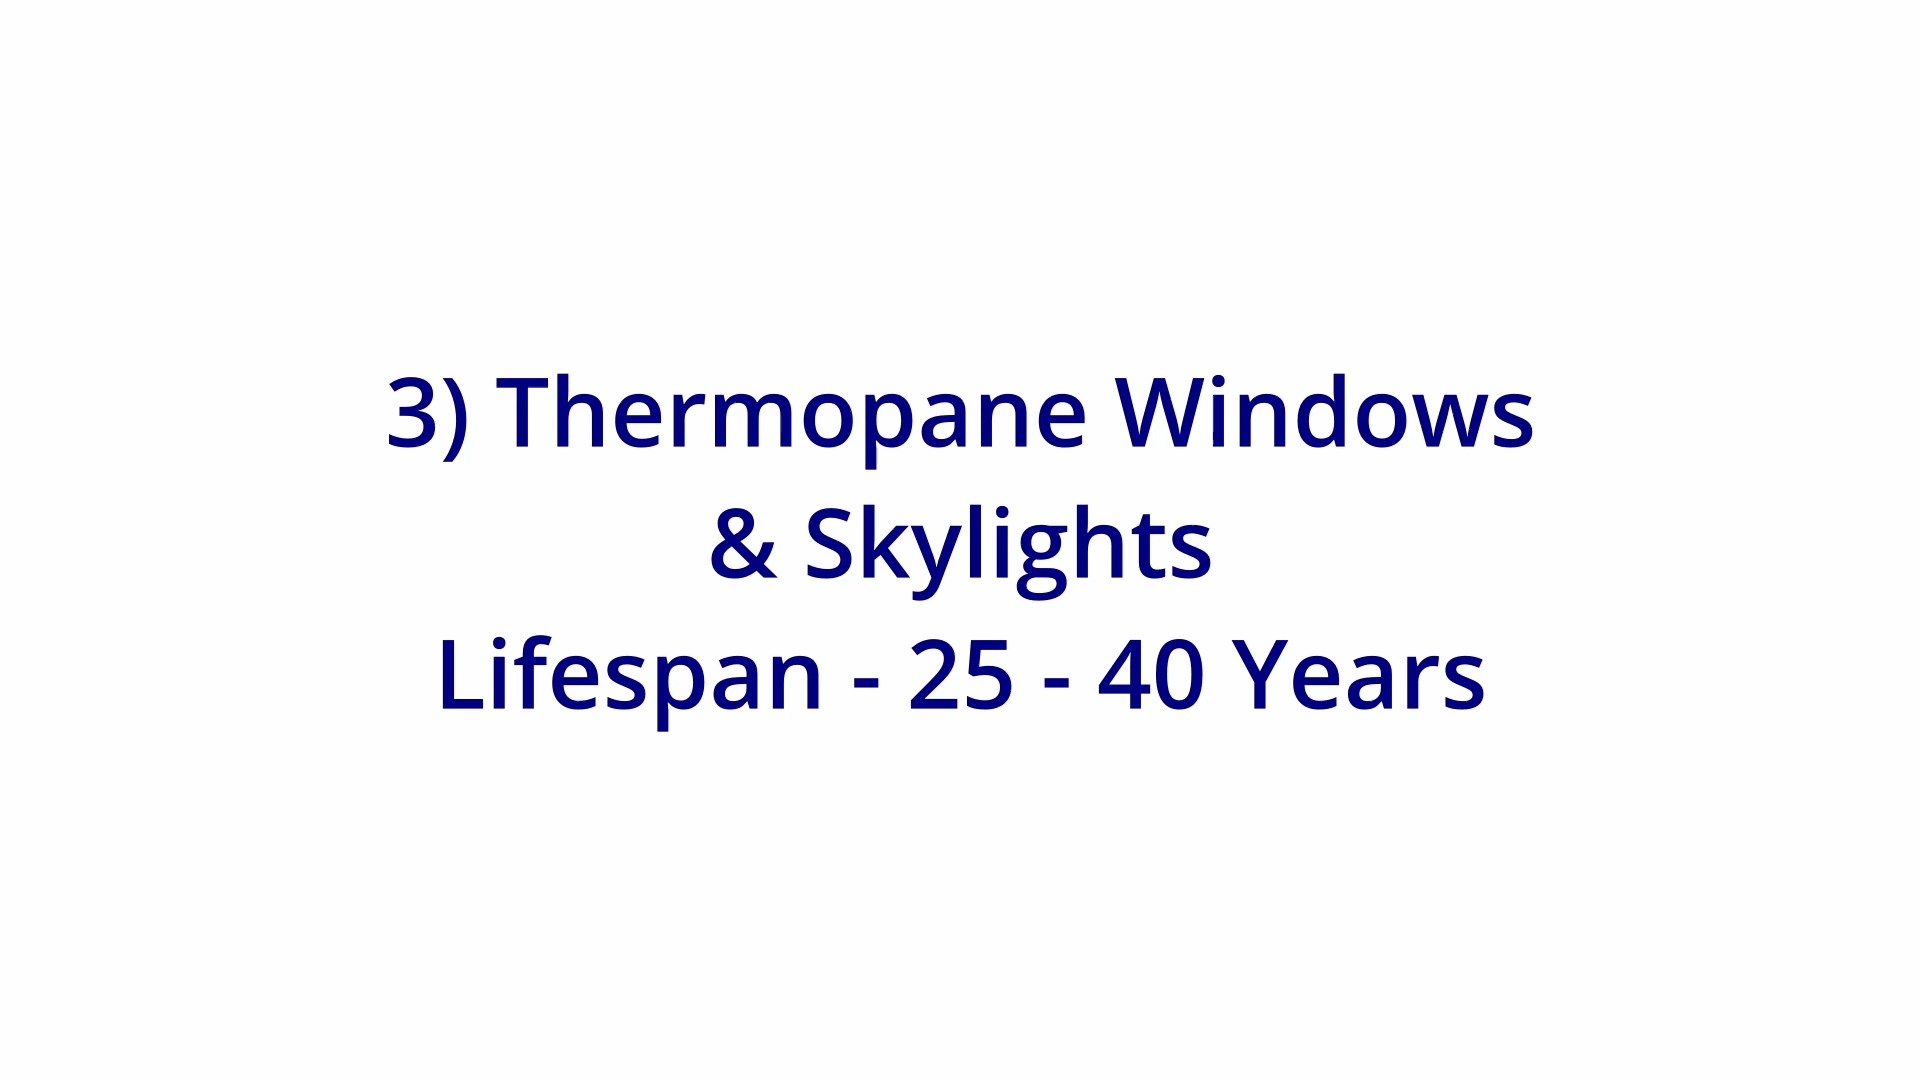 3) Thermopane Windows
& Skylights
Lifespan - 25 - 40 Years